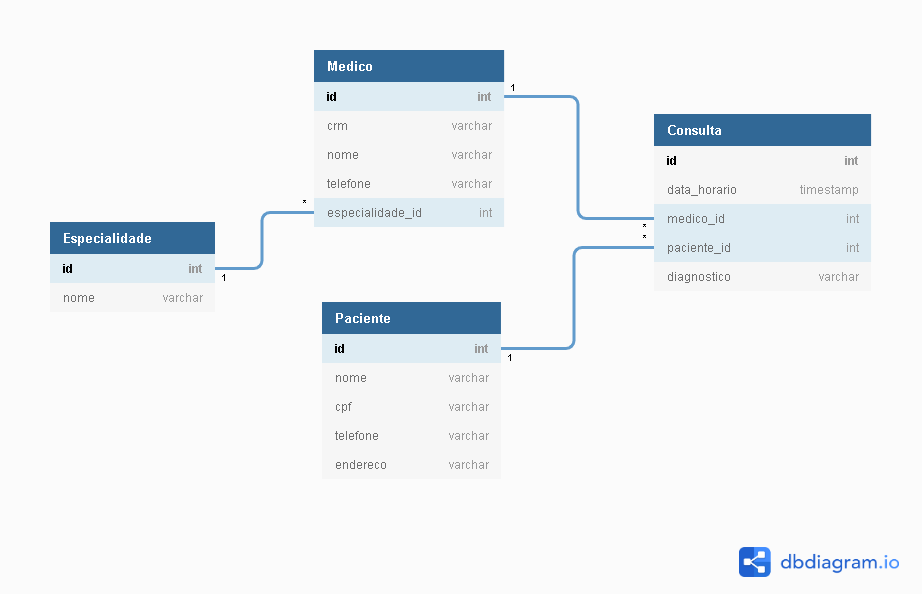 Medico
id int
crm varchar
nome varchar
telefone varchar
especialidade_id int
1
*
Consulta
id int
data_horario timestamp
medico_id int
paciente_id int
diagnostico varchar
*
*
Especialidade
id int
nome varchar
1
Paciente
id int
nome varchar
cpf varchar
telefone varchar
endereco varchar
1
dbdiagram.io